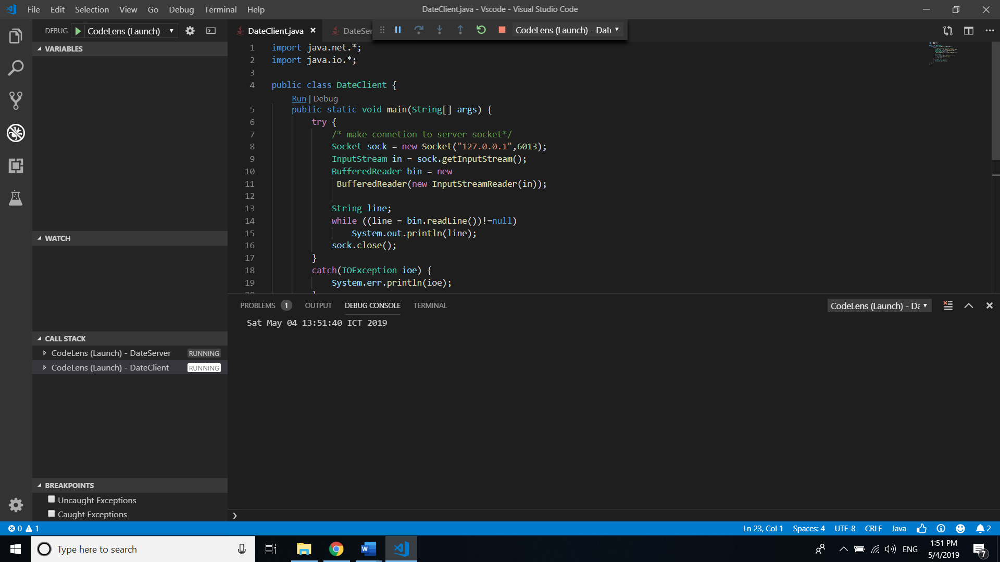 File Edit Selection View Go Debug Terminal Help
DateClient.java - Vscode - Visual Studio Code
DEBUG CodeLens (Launch) -
DateClient.java
DateSer
CodeLens (Launch) - Dat
VARIABLES
WATCH
CALL STACK
CodeLens (Launch) - DateServer RUNNING
CodeLens (Launch) - DateClient RUNNING
BREAKPOINTS
Uncaught Exceptions
Caught Exceptions
1 import java.net.*;
2 import java.io.*;
3
4 public class DateClient {
Run | Debug
5 public static void main(String[] args) {
6 try {
7 /* make connetion to server socket*/
8 Socket sock = new Socket("127.0.0.1",6013);
9 InputStream in = sock.getInputStream();
10 BufferedReader bin = new
11 BufferedReader(new InputStreamReader(in));
12
13 String line;
14 while ((line = bin.readLine())!=null)
15 System.out.println(line);
16 sock.close();
17 }
18 catch(IOException ioe) {
19 System.err.println(ioe);
PROBLEMS 1 OUTPUT DEBUG CONSOLE TERMINAL
CodeLens (Launch) - Da
Sat May 04 13:51:40 ICT 2019
0 1
Ln 23, Col 1 Spaces: 4 UTF-8 CRLF Java 2
Type here to search
ENG
1:51 PM
5/4/2019
7